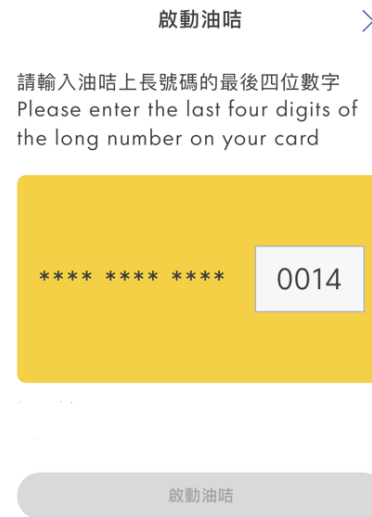 啟動油咭
請輸入油咭上長號碼的最後四位數字
Please enter the last four digits of
the long number on your card
**** **** **** 0014
啟動油咭